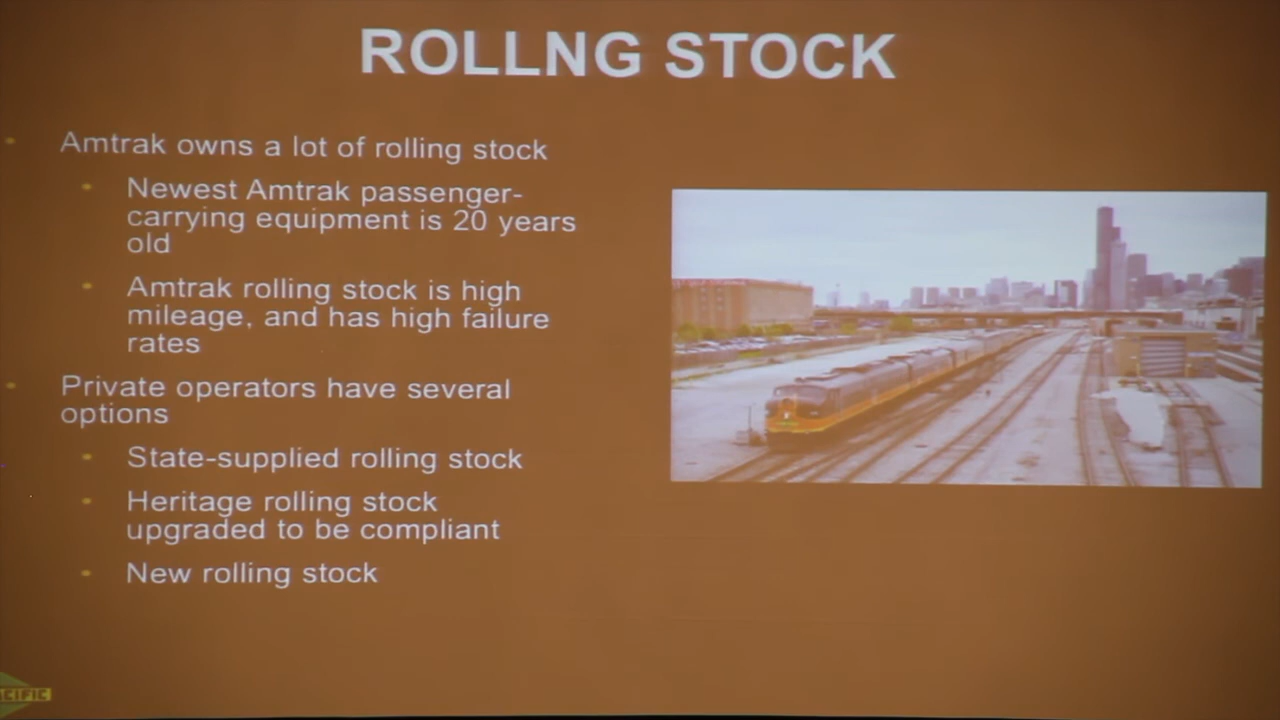 ROLLNG STOCK
Amtrak owns a lot of rolling stock
Newest Amtrak passenger-
carrying equipment is 20 years
old
Amtrak rolling stock is high
mileage, and has high failure
rates
Private operators have several
options
State-supplied rolling stock
Heritage rolling stock
upgraded to be compliant
New rolling stock
ACIFIC